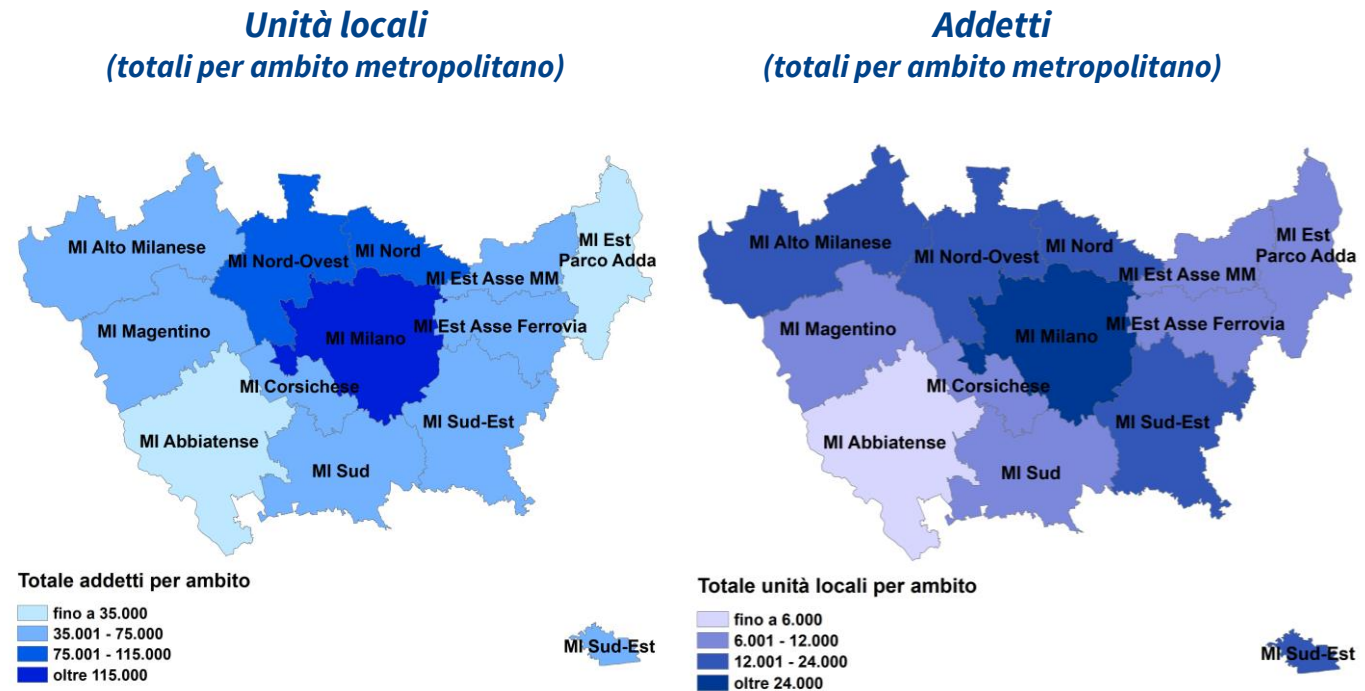 Unità locali
(totali per ambito metropolitano)
MI Alto Milanese
MI Nord-Ovest
MI Nord
MI Est
Parco Adda
MI Est Asse MM
MI Magentino
MI Milano
MI Est Asse Ferrovia
MI Corsichese
MI Abbiatense
MI Sud-Est
MI Sud
Totale addetti per ambito
fino a 35.000
35.001 - 75.000
75.001 - 115.000
oltre 115.000
MI Sud-Est
Addetti
(totali per ambito metropolitano)
MI Alto Milanese
MI Nord-Ovest
MI Nord
MI Est
Parco Adda
MI Est Asse MM
MI Magentino
MI Milano
MI Est Asse Ferrovia
MI Corsichese
MI Abbiatense
MI Sud-Est
MI Sud
Totale unità locali per ambito
fino a 6.000
6.001 - 12.000
12.001 - 24.000
oltre 24.000
MI Sud-Est